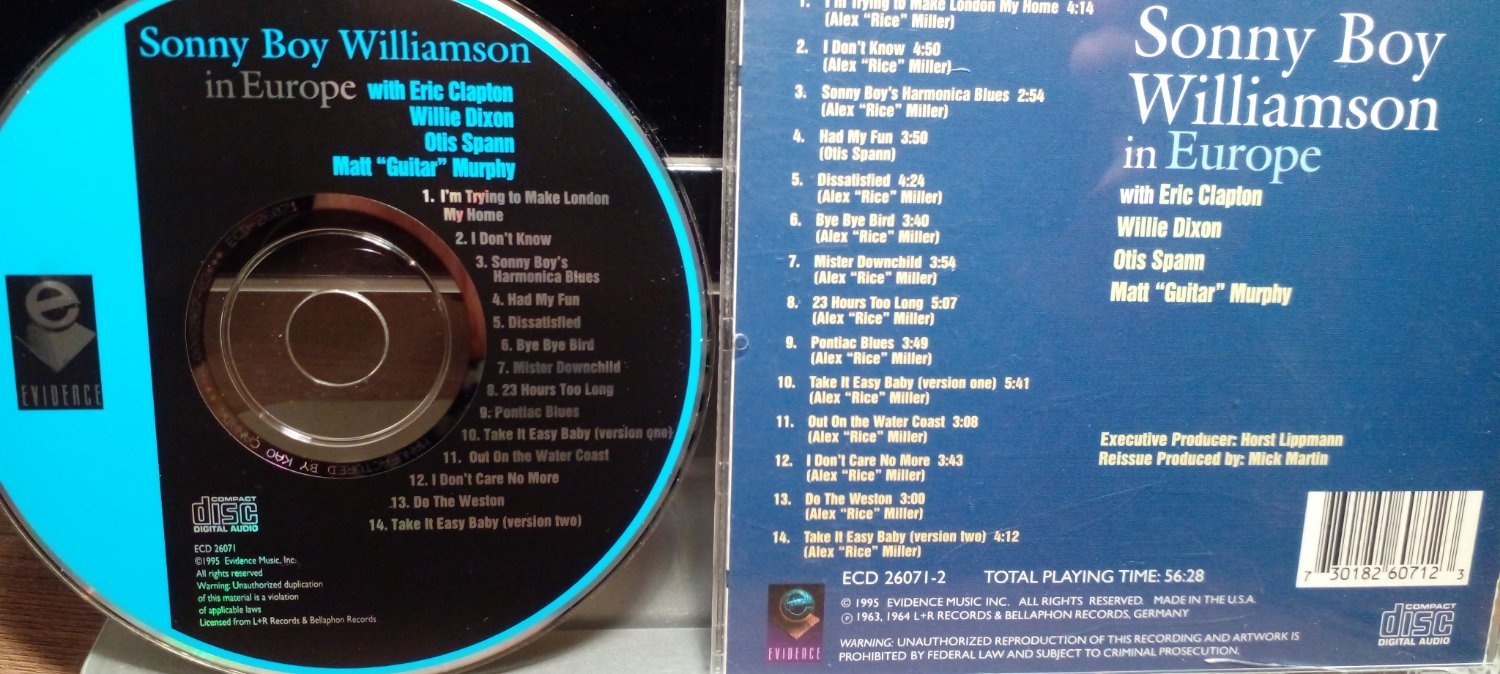 Sonny Boy Williamson
in Europe with Eric Clapton
Willie Dixon
Otis Spann
Matt “Guitar” Murphy
1. I'm Trying to Make London
My Home
2. I Don't Know
3. Sonny Boy's
Harmonica Blues
4. Had My Fun
5. Dissatisfied
6. Bye Bye Bird
7. Mister Downchild
8. 23 Hours Too Long
9. Pontiac Blues
10. Take It Easy Baby (version one)
11. Out On the Water Coast
12. I Don't Care No More
13. Do The Weston
14. Take It Easy Baby (version two)
e
EVIDENCE
COMPACT
disc
DIGITAL AUDIO
ECD 26071
©1995 Evidence Music, Inc.
All rights reserved
Warning: Unauthorized duplication
of this material is a violation
of applicable laws
Licensed from L+R Records & Bellaphon Records
BY KAO
1. I'm Trying to Make London My Home 4:14
(Alex “Rice” Miller)
2. I Don't Know 4:50
(Alex “Rice” Miller)
3. Sonny Boy's Harmonica Blues 2:54
(Alex “Rice” Miller)
4. Had My Fun 3:50
(Otis Spann)
5. Dissatisfied 4:24
(Alex “Rice” Miller)
6. Bye Bye Bird 3:40
(Alex “Rice” Miller)
7. Mister Downchild 3:54
(Alex “Rice” Miller)
8. 23 Hours Too Long 5:07
(Alex “Rice” Miller)
9. Pontiac Blues 3:49
(Alex “Rice” Miller)
10. Take It Easy Baby (version one) 5:41
(Alex “Rice” Miller)
11. Out On the Water Coast 3:08
(Alex “Rice” Miller)
12. I Don't Care No More 3:43
(Alex “Rice” Miller)
13. Do The Weston 3:00
(Alex “Rice” Miller)
14. Take It Easy Baby (version two) 4:12
(Alex “Rice” Miller)
Sonny Boy
Williamson
in Europe
with Eric Clapton
Willie Dixon
Otis Spann
Matt “Guitar” Murphy
Executive Producer: Horst Lippmann
Reissue Produced by: Mick Martin
7 30182 60712 3
e
EVIDENCE
ECD 26071-2 TOTAL PLAYING TIME: 56:28
© 1995 EVIDENCE MUSIC INC. ALL RIGHTS RESERVED. MADE IN THE U.S.A.
℗ 1963, 1964 L+R RECORDS & BELLAPHON RECORDS, GERMANY
WARNING: UNAUTHORIZED REPRODUCTION OF THIS RECORDING AND ARTWORK IS
PROHIBITED BY FEDERAL LAW AND SUBJECT TO CRIMINAL PROSECUTION.
COMPACT
disc
DIGITAL AUDIO